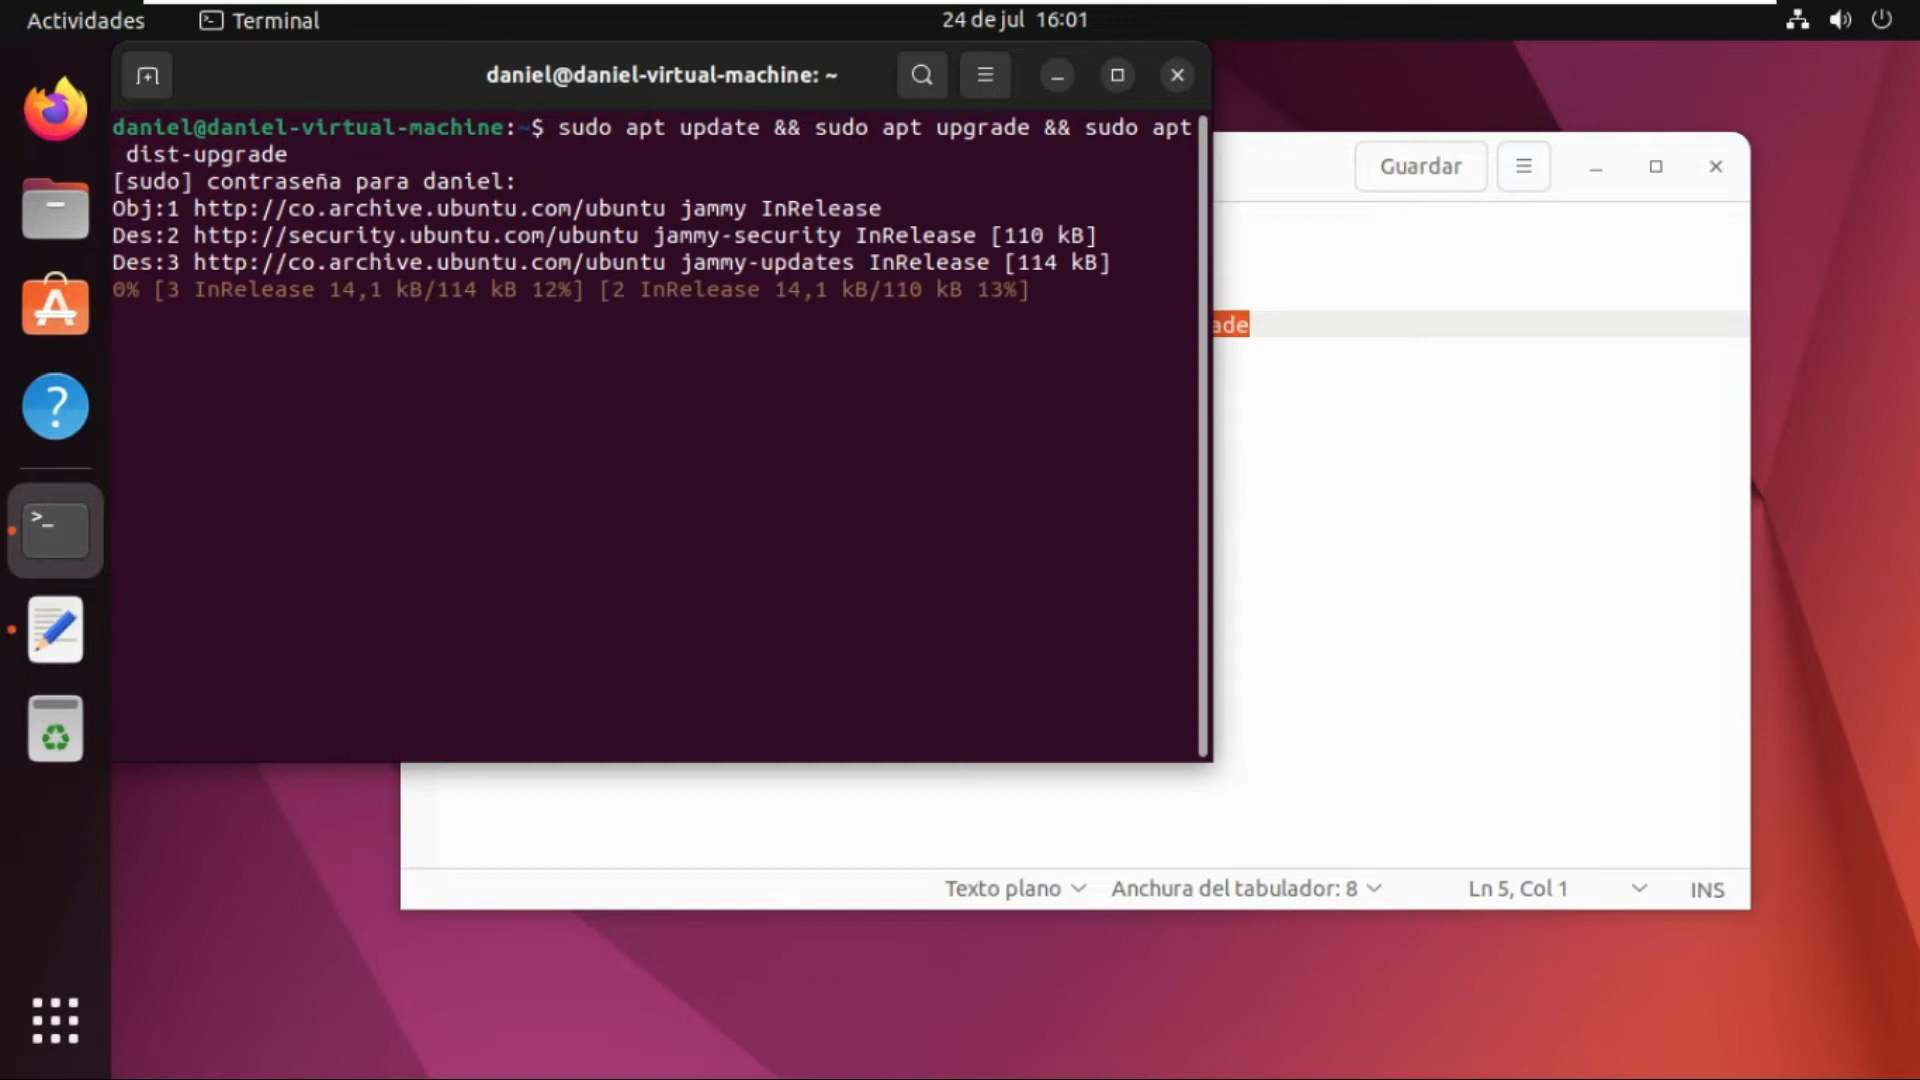 Actividades
Terminal
24 de jul 16:01
daniel@daniel-virtual-machine: ~
daniel@daniel-virtual-machine:~$ sudo apt update && sudo apt upgrade && sudo apt
dist-upgrade
[sudo] contraseña para daniel:
Obj:1 http://co.archive.ubuntu.com/ubuntu jammy InRelease
Des:2 http://security.ubuntu.com/ubuntu jammy-security InRelease [110 kB]
Des:3 http://co.archive.ubuntu.com/ubuntu jammy-updates InRelease [114 kB]
0% [3 InRelease 14,1 kB/114 kB 12%] [2 InRelease 14,1 kB/110 kB 13%]
Guardar
ade
Texto plano
Anchura del tabulador: 8
Ln 5, Col 1
INS